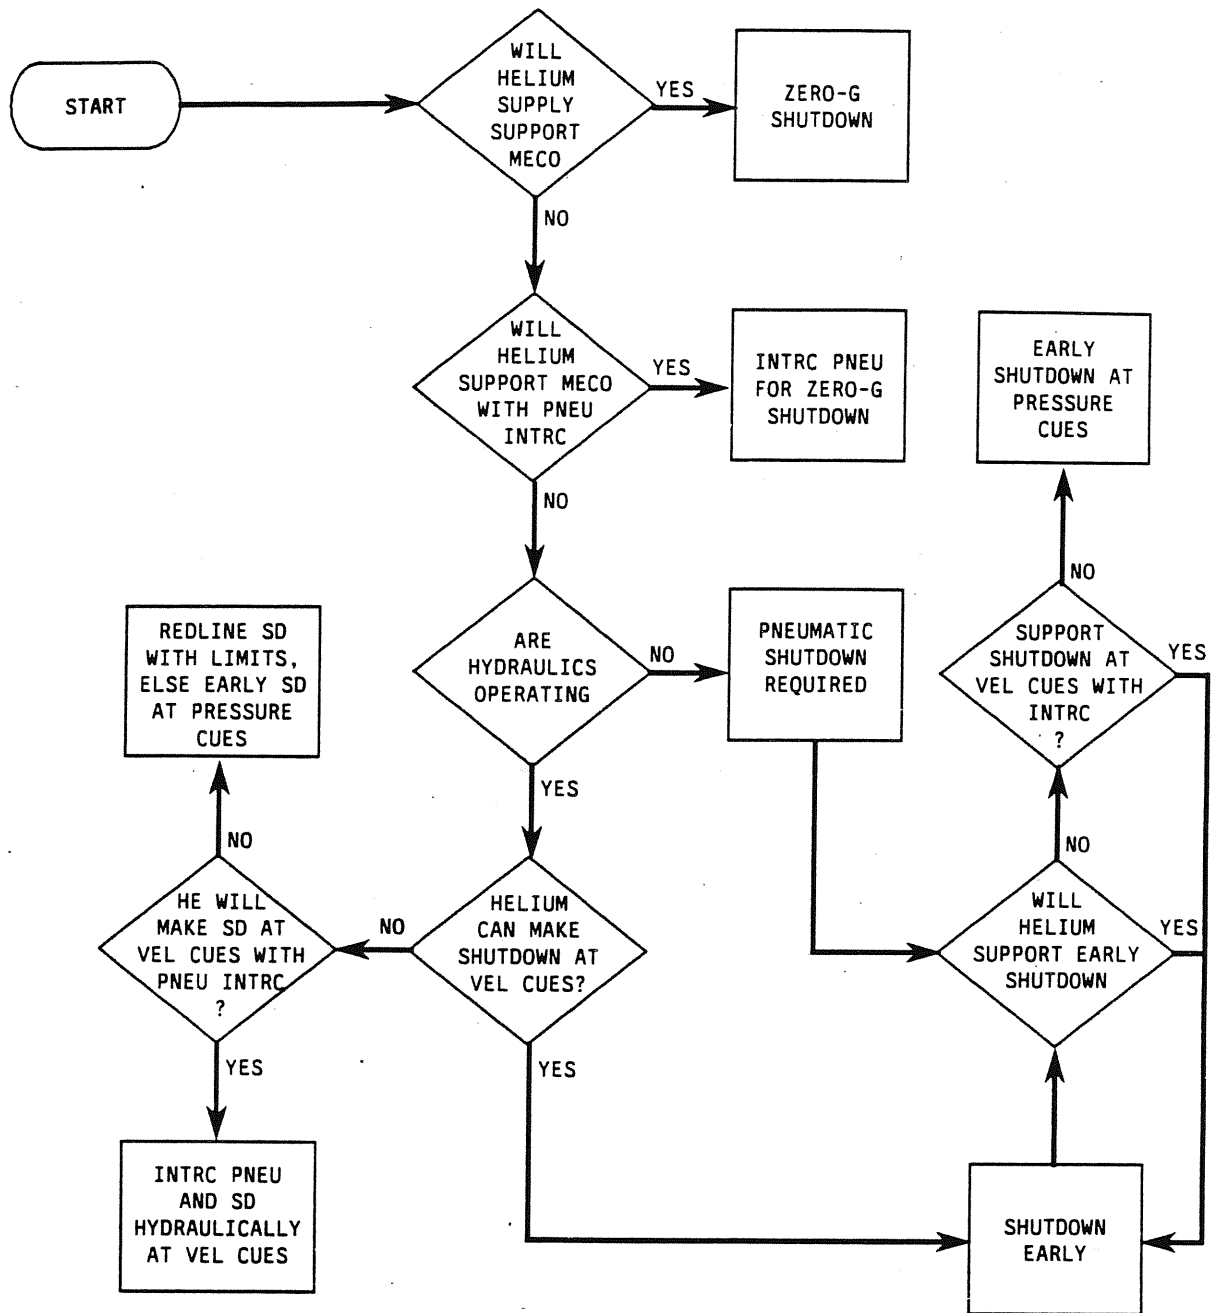 START
WILL
HELIUM
SUPPLY
SUPPORT
MECO
YES
ZERO-G
SHUTDOWN
NO
WILL
HELIUM
SUPPORT MECO
WITH PNEU
INTRC
YES
INTRC PNEU
FOR ZERO-G
SHUTDOWN
EARLY
SHUTDOWN AT
PRESSURE
CUES
NO
NO
ARE
HYDRAULICS
OPERATING
NO
PNEUMATIC
SHUTDOWN
REQUIRED
SUPPORT
SHUTDOWN AT
VEL CUES WITH
INTRC
?
YES
REDLINE SD
WITH LIMITS,
ELSE EARLY SD
AT PRESSURE
CUES
YES
NO
NO
HE WILL
MAKE SD AT
VEL CUES WITH
PNEU INTRC
?
NO
HELIUM
CAN MAKE
SHUTDOWN AT
VEL CUES?
WILL
HELIUM
SUPPORT EARLY
SHUTDOWN
YES
YES
YES
INTRC PNEU
AND SD
HYDRAULICALLY
AT VEL CUES
SHUTDOWN
EARLY